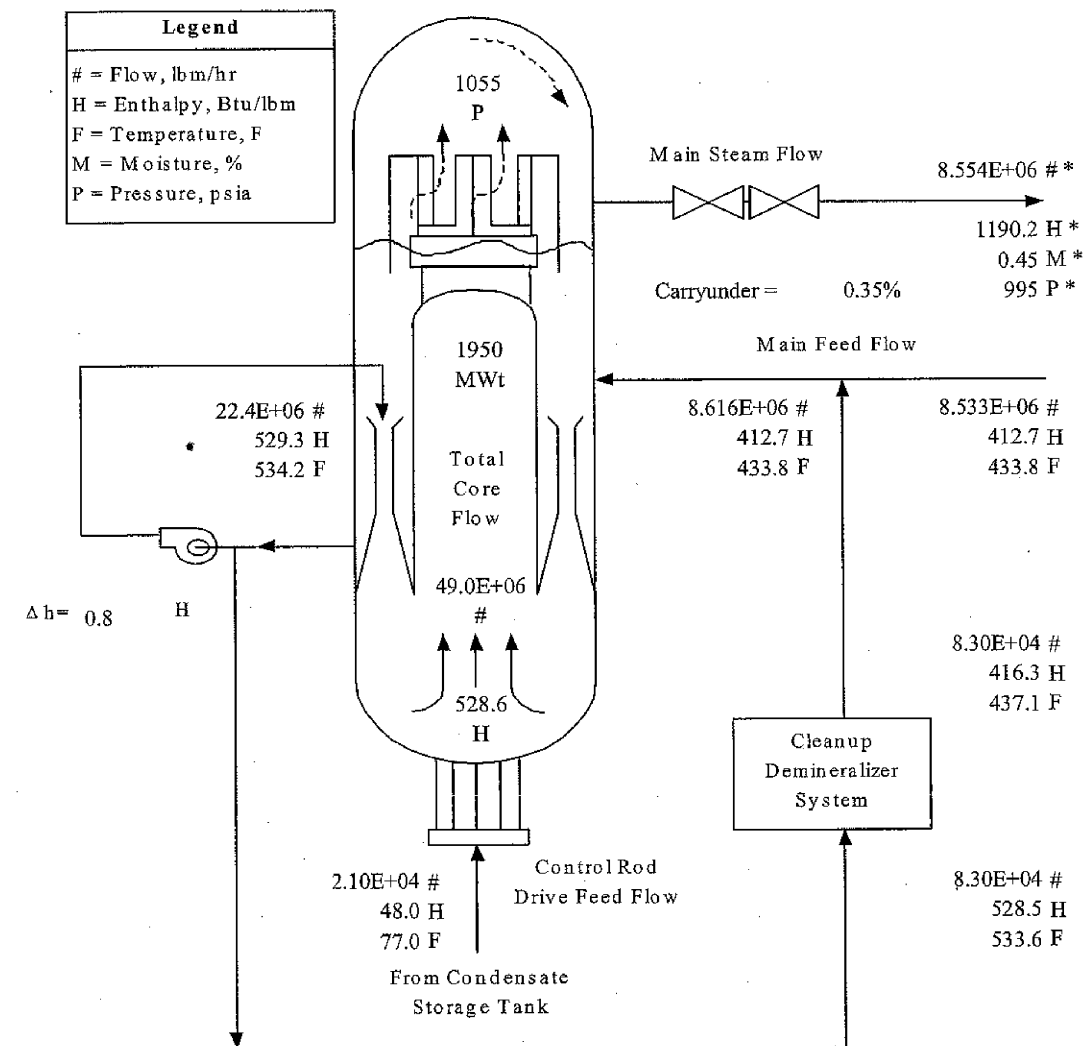 Legend
# = Flow, lbm/hr
H = Enthalpy, Btu/lbm
F = Temperature, F
M = Moisture, %
P = Pressure, psia
1055
P
Main Steam Flow
8.554E+06 # *
1190.2 H *
0.45 M *
995 P *
Carryunder = 0.35%
1950
MWt
Main Feed Flow
22.4E+06 #
529.3 H
534.2 F
8.616E+06 #
412.7 H
433.8 F
8.533E+06 #
412.7 H
433.8 F
Total
Core
Flow
49.0E+06
#
Δ h= 0.8 H
8.30E+04 #
416.3 H
437.1 F
528.6
H
Cleanup
Demineralizer
System
2.10E+04 #
48.0 H
77.0 F
Control Rod
Drive Feed Flow
8.30E+04 #
528.5 H
533.6 F
From Condensate
Storage Tank